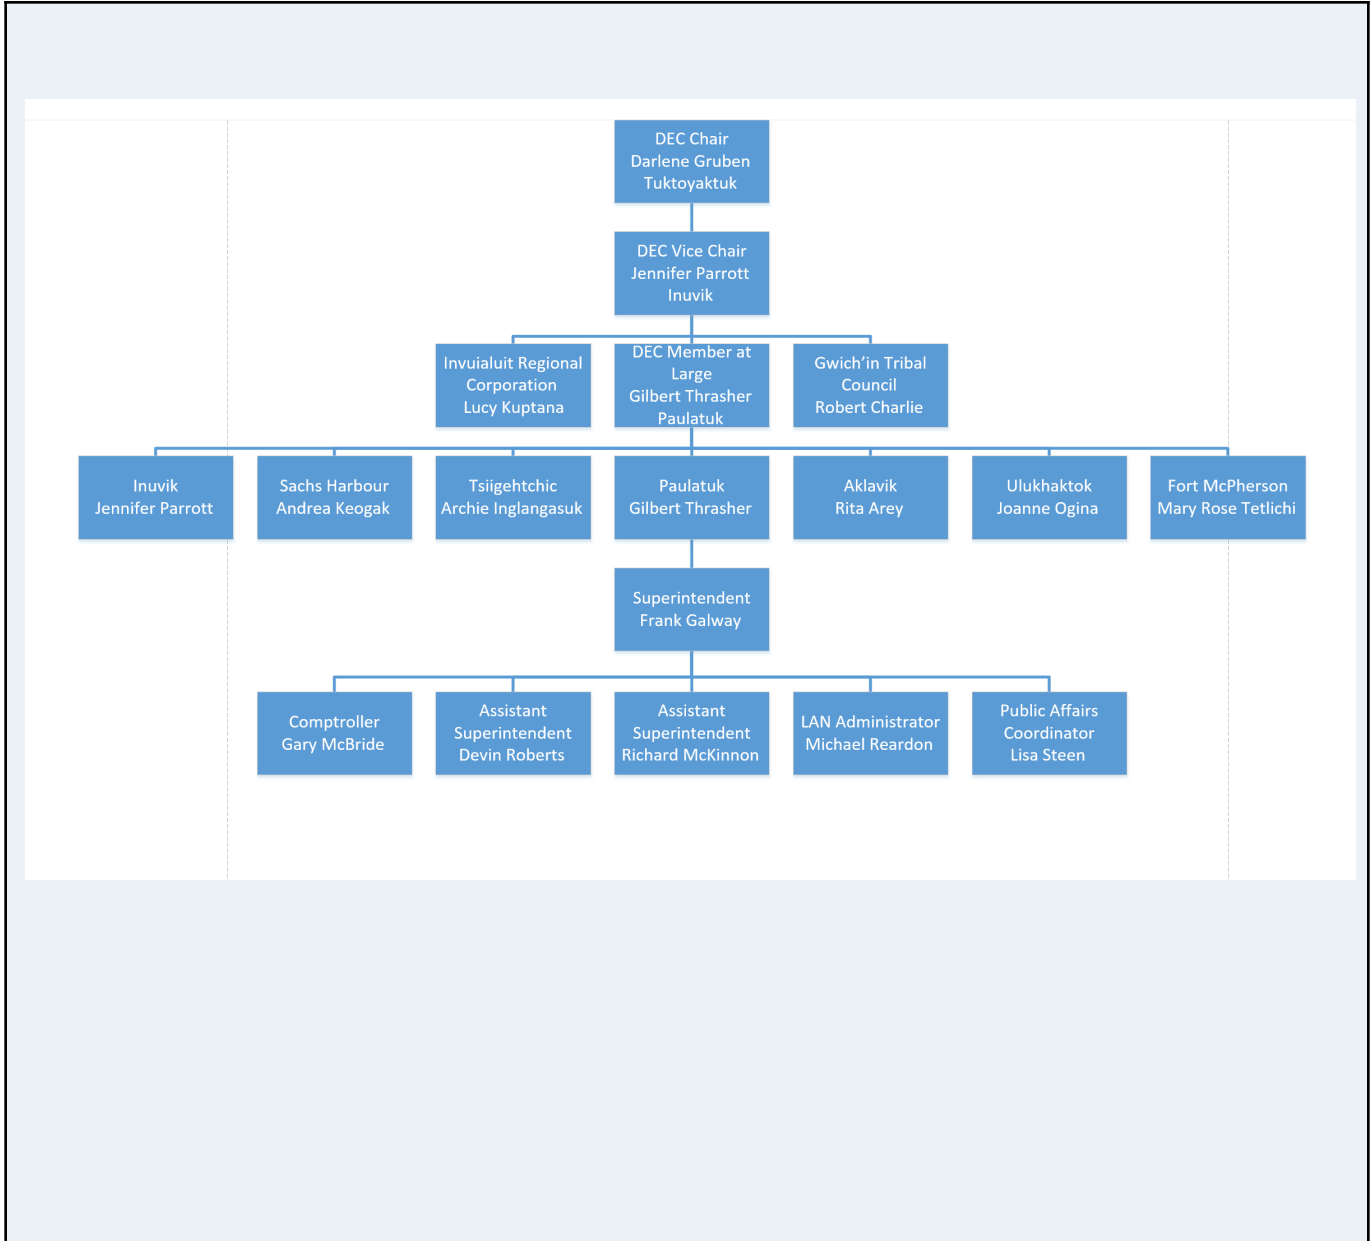 DEC Chair
Darlene Gruben
Tuktoyaktuk
DEC Vice Chair
Jennifer Parrott
Inuvik
Invuialuit Regional
Corporation
Lucy Kuptana
DEC Member at
Large
Gilbert Thrasher
Paulatuk
Gwich’in Tribal
Council
Robert Charlie
Inuvik
Jennifer Parrott
Sachs Harbour
Andrea Keogak
Tsiigehtchic
Archie Inglangasuk
Paulatuk
Gilbert Thrasher
Aklavik
Rita Arey
Ulukhaktok
Joanne Ogina
Fort McPherson
Mary Rose Tetlichi
Superintendent
Frank Galway
Comptroller
Gary McBride
Assistant
Superintendent
Devin Roberts
Assistant
Superintendent
Richard McKinnon
LAN Administrator
Michael Reardon
Public Affairs
Coordinator
Lisa Steen